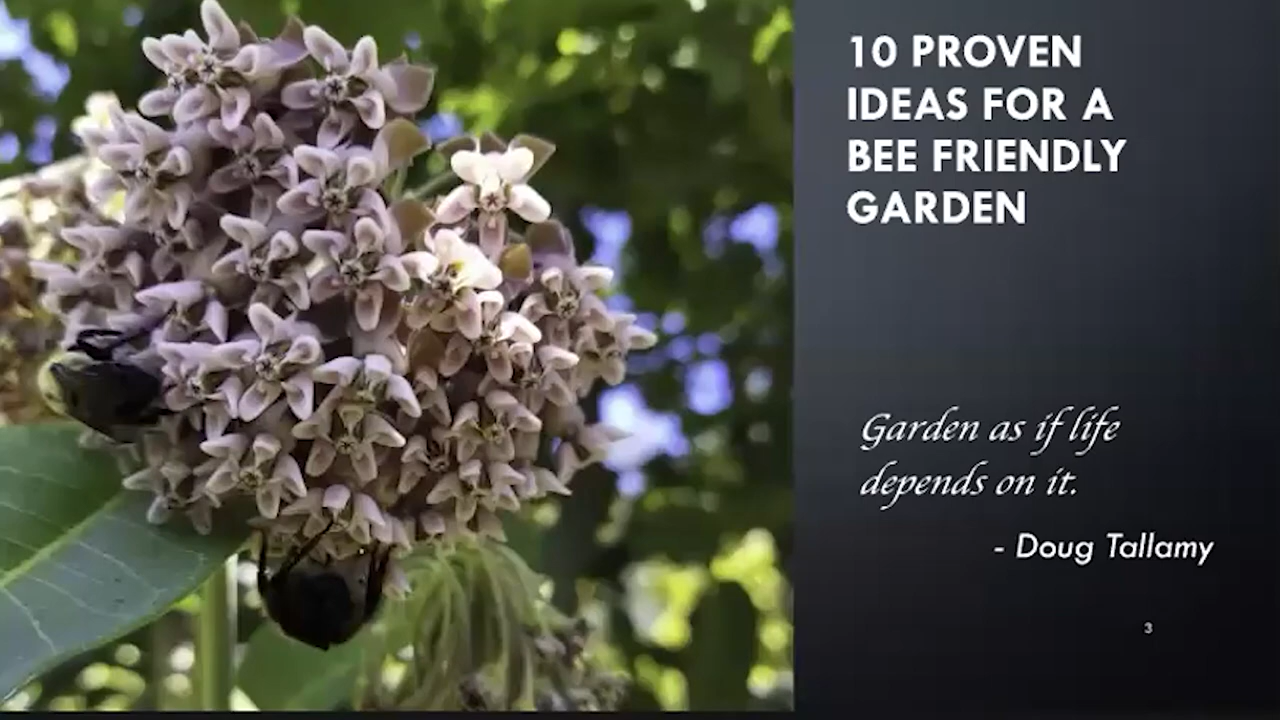 10 PROVEN
IDEAS FOR A
BEE FRIENDLY
GARDEN
Garden as if life
depends on it.
- Doug Tallamy
3